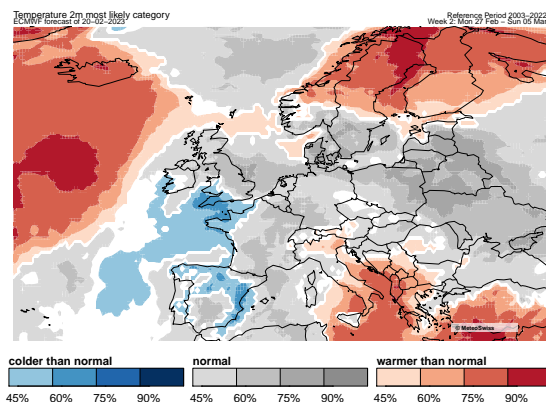 Temperature 2m most likely category
ECMWF forecast of 20–02–2023
Reference Period 2003–2022
Week 2: Mon 27 Feb – Sun 05 Mar
© MeteoSwiss
colder than normal normal warmer than normal
45% 60% 75% 90% 45% 60% 75% 90% 45% 60% 75% 90%